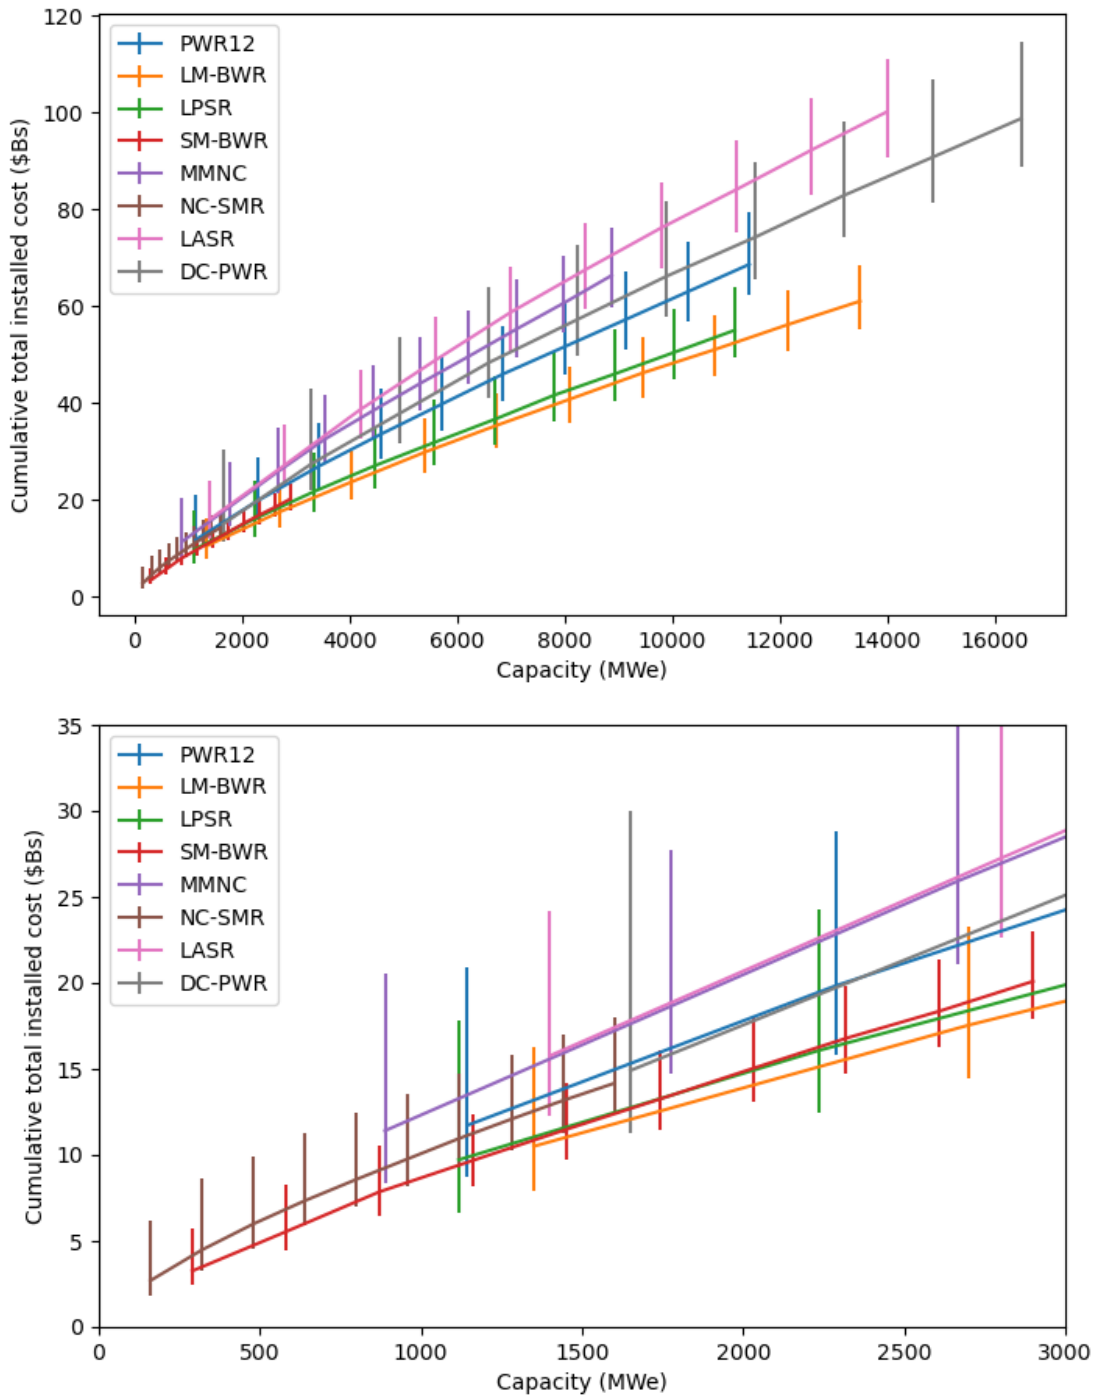 120
100
80
60
40
20
0
Cumulative total installed cost ($Bs)
PWR12
LM-BWR
LPSR
SM-BWR
MMNC
NC-SMR
LASR
DC-PWR
0 2000 4000 6000 8000 10000 12000 14000 16000
Capacity (MWe)
35
30
25
20
15
10
5
0
Cumulative total installed cost ($Bs)
PWR12
LM-BWR
LPSR
SM-BWR
MMNC
NC-SMR
LASR
DC-PWR
0 500 1000 1500 2000 2500 3000
Capacity (MWe)